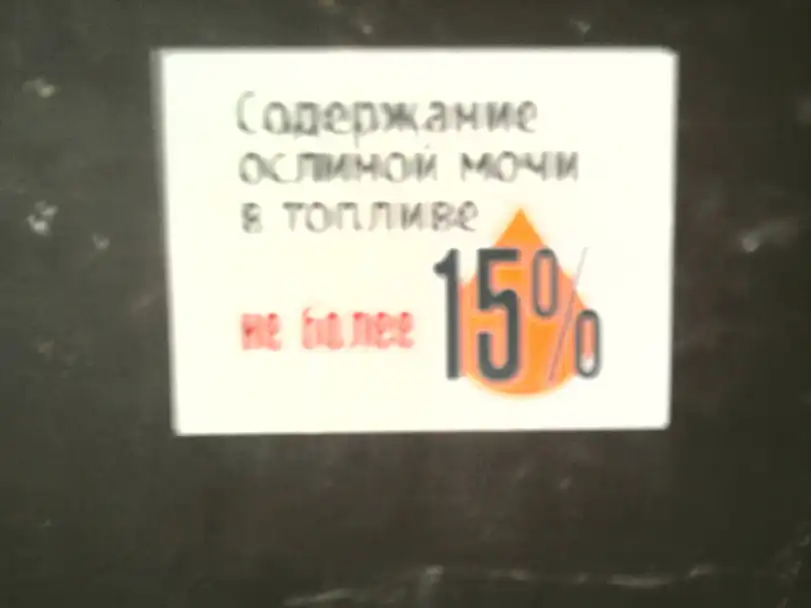 Содержание
ослиной мочи
в топливе
не более 15%